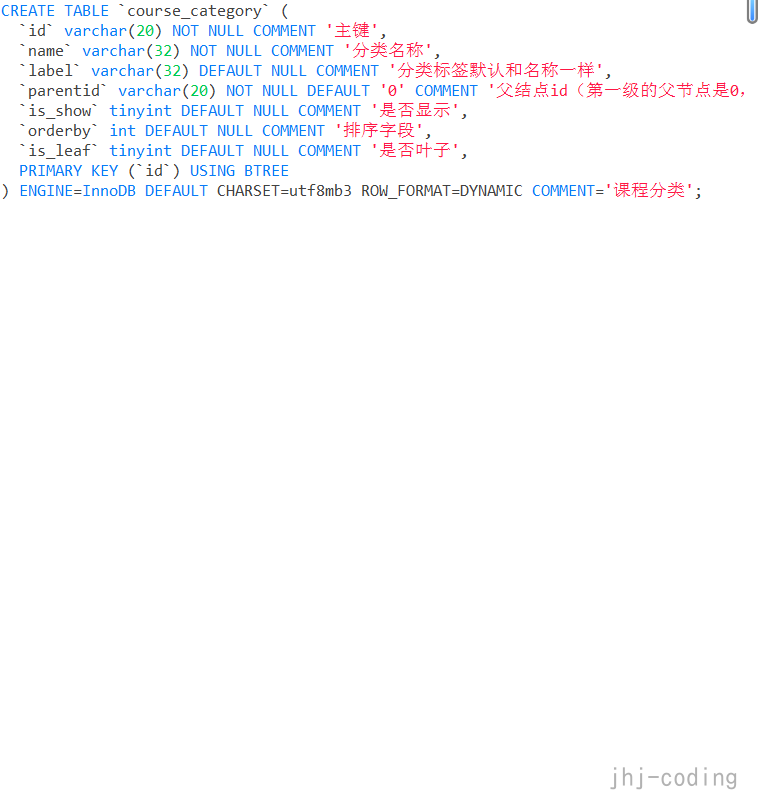 CREATE TABLE `course_category` (
  `id` varchar(20) NOT NULL COMMENT '主键',
  `name` varchar(32) NOT NULL COMMENT '分类名称',
  `label` varchar(32) DEFAULT NULL COMMENT '分类标签默认和名称一样',
  `parentid` varchar(20) NOT NULL DEFAULT '0' COMMENT '父结点id（第一级的父节点是0，
  `is_show` tinyint DEFAULT NULL COMMENT '是否显示',
  `orderby` int DEFAULT NULL COMMENT '排序字段',
  `is_leaf` tinyint DEFAULT NULL COMMENT '是否叶子',
  PRIMARY KEY (`id`) USING BTREE
) ENGINE=InnoDB DEFAULT CHARSET=utf8mb3 ROW_FORMAT=DYNAMIC COMMENT='课程分类';
jhj-coding